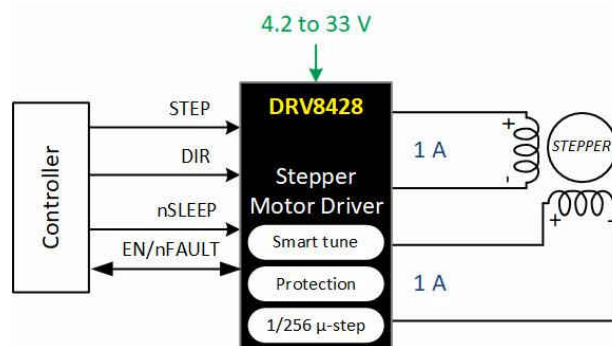 4.2 to 33 V
DRV8428
Controller
STEP
DIR
nSLEEP
EN/nFAULT
Stepper
Motor Driver
Smart tune
Protection
1/256 μ-step
1 A
1 A
+
-
STEPPER
+
-